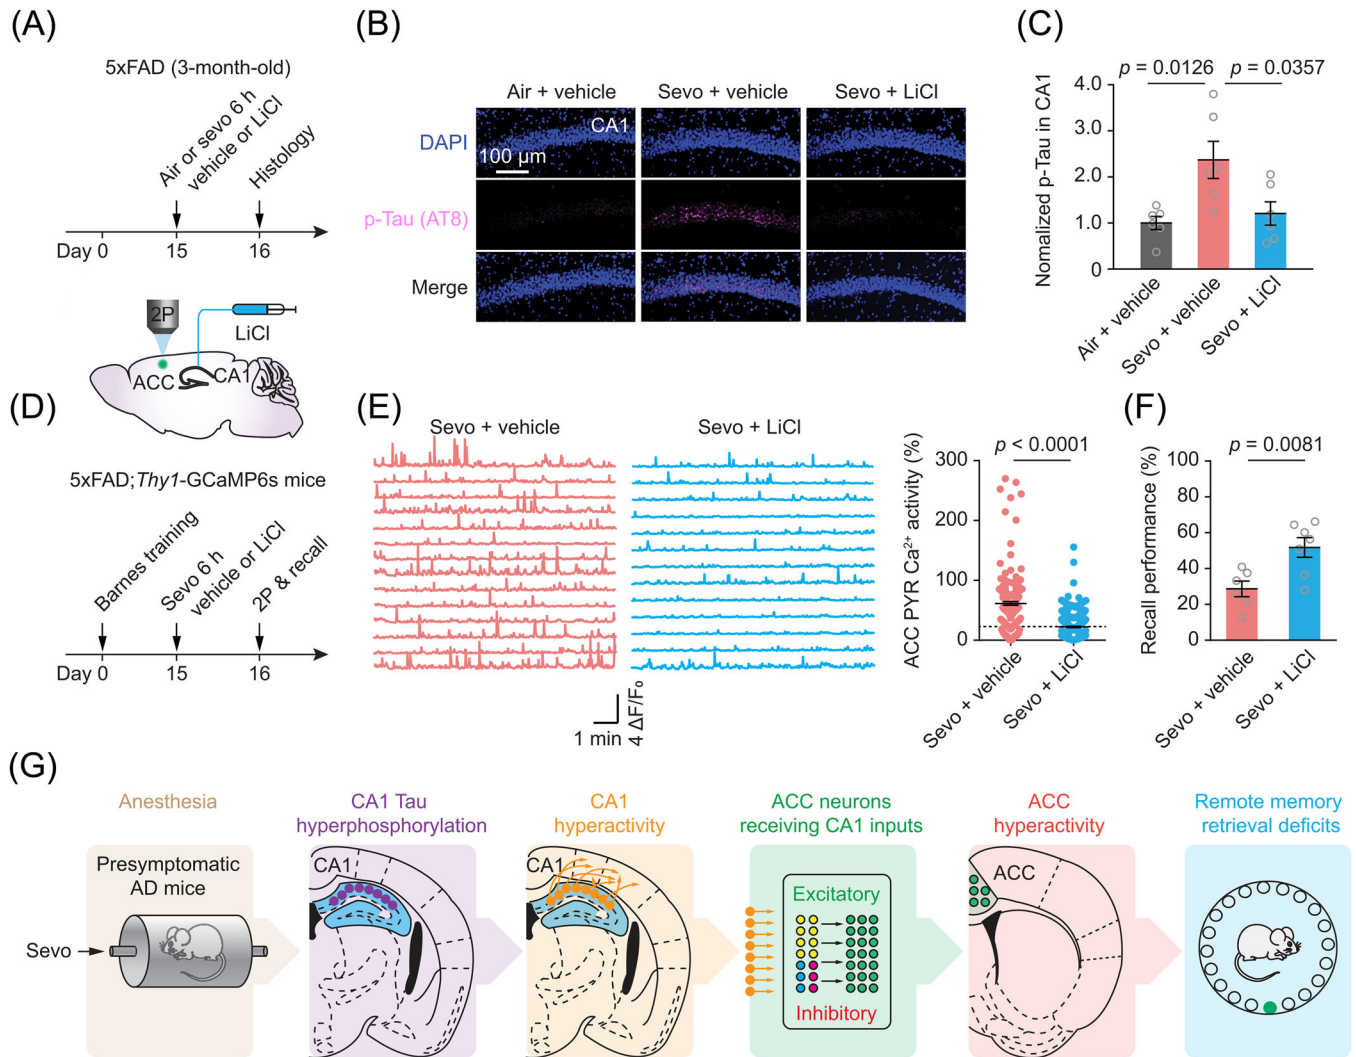 (A)
5xFAD (3-month-old)
Air or sevo 6 h
vehicle or LiCl
Histology
Day 0
15
16
(B)
Air + vehicle
Sevo + vehicle
Sevo + LiCl
DAPI
CA1
100 µm
p-Tau (AT8)
Merge
(C)
p = 0.0126
p = 0.0357
Nomalized p-Tau in CA1
4.0
3.0
2.0
1.0
0
Air + vehicle
Sevo + vehicle
Sevo + LiCl
2P
LiCl
ACC
CA1
(D)
5xFAD;Thy1-GCaMP6s mice
Barnes training
Sevo 6 h
vehicle or LiCl
2P & recall
Day 0
15
16
(E)
Sevo + vehicle
Sevo + LiCl
1 min
4 ΔF/F₀
p < 0.0001
ACC PYR Ca²⁺ activity (%)
300
200
100
0
Sevo + vehicle
Sevo + LiCl
(F)
p = 0.0081
Recall performance (%)
100
80
60
40
20
0
Sevo + vehicle
Sevo + LiCl
(G)
Anesthesia
Presymptomatic
AD mice
Sevo
CA1 Tau
hyperphosphorylation
CA1
CA1
hyperactivity
CA1
ACC neurons
receiving CA1 inputs
Excitatory
Inhibitory
ACC
hyperactivity
ACC
Remote memory
retrieval deficits